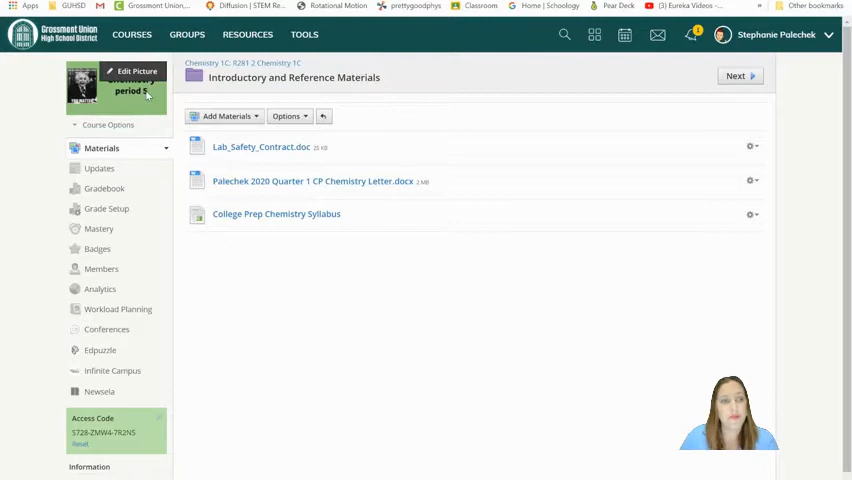 Apps GUHSD M Grossmont Union,... Diffusion | STEM Re... Rotational Motion prettygoodphys Classroom Home | Schoology Pear Deck (3) Eureka Videos -... » Other bookmarks
Grossmont Union
High School District
COURSES GROUPS RESOURCES TOOLS 1 Stephanie Palechek
Edit Picture
Chemistry
period 5
Chemistry 1C: R281 2 Chemistry 1C
Introductory and Reference Materials
Next
Course Options
Add Materials Options
Materials
Updates
Gradebook
Grade Setup
Mastery
Badges
Members
Analytics
Workload Planning
Conferences
Edpuzzle
Infinite Campus
Newsela
Lab_Safety_Contract.doc 25 KB
Palechek 2020 Quarter 1 CP Chemistry Letter.docx 2 MB
College Prep Chemistry Syllabus
Access Code
S728-ZMW4-7R2N5
Reset
Information